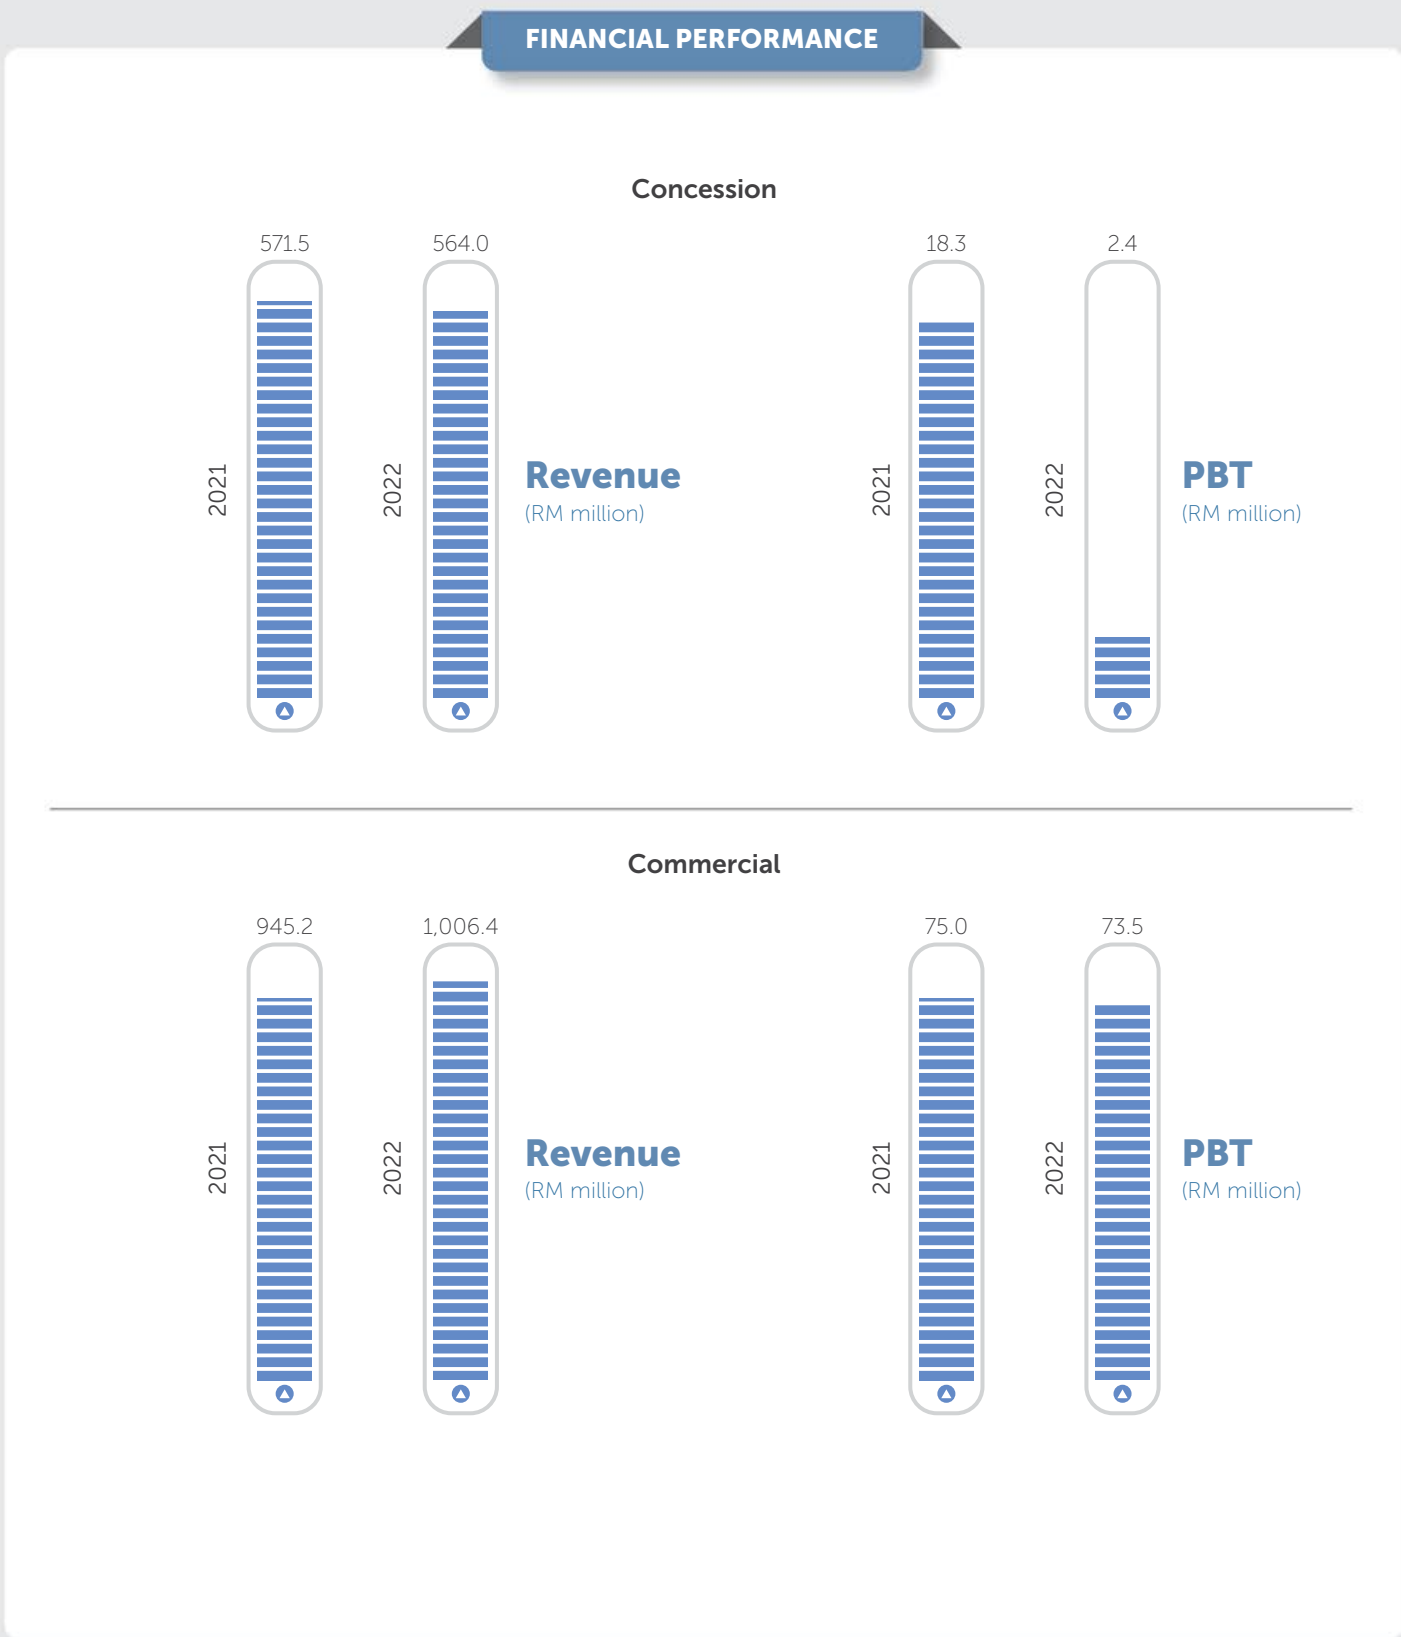 FINANCIAL PERFORMANCE
Concession
571.5
564.0
18.3
2.4
2021
2022
Revenue
(RM million)
2021
2022
PBT
(RM million)
Commercial
945.2
1,006.4
75.0
73.5
2021
2022
Revenue
(RM million)
2021
2022
PBT
(RM million)